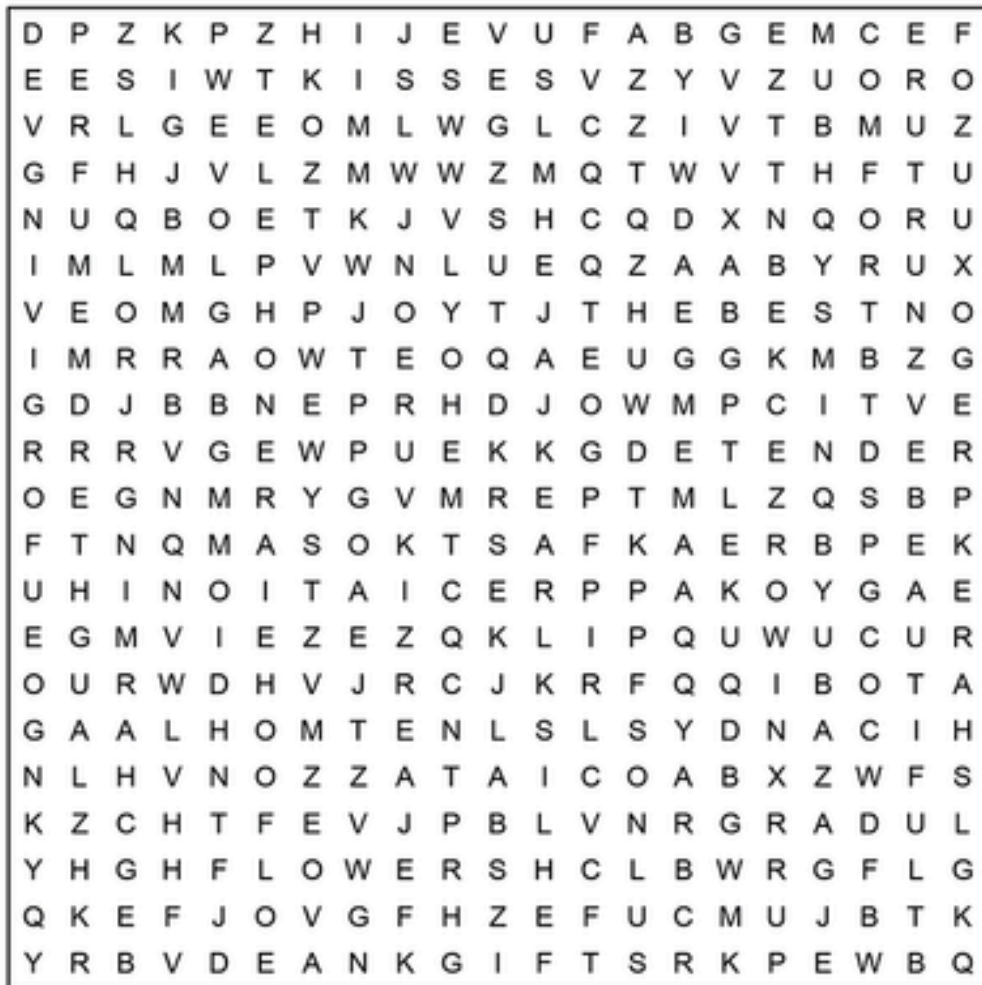 D P Z K P Z H I J E V U F A B G E M C E F
E E S I W T K I S S E S V Z Y V Z U O R O
V R L G E E O M L W G L C Z I V T B M U Z
G F H J V L Z M W W Z M Q T W V T H F T U
N U Q B O E T K J V S H C Q D X N Q O R U
I M L M L P V W N L U E Q Z A A B Y R U X
V E O M G H P J O Y T J T H E B E S T N O
I M R R A O W T E O Q A E U G G K M B Z G
G D J B B N E P R H D J O W M P C I T V E
R R R V G E W P U E K K G D E T E N D E R
O E G N M R Y G V M R E P T M L Z Q S B P
F T N Q M A S O K T S A F K A E R B P E K
U H I N O I T A I C E R P P A K O Y G A E
E G M V I E Z E Z Q K L I P Q U W U C U R
O U R W D H V J R C J K R F Q Q I B O T A
G A A L H O M T E N L S L S Y D N A C I H
N L H V N O Z Z A T A I C O A B X Z W F S
K Z C H T F E V J P B L V N R G R A D U L
Y H G H F L O W E R S H C L B W R G F L G
Q K E F J O V G F H Z E F U C M U J B T K
Y R B V D E A N K G I F T S R K P E W B Q